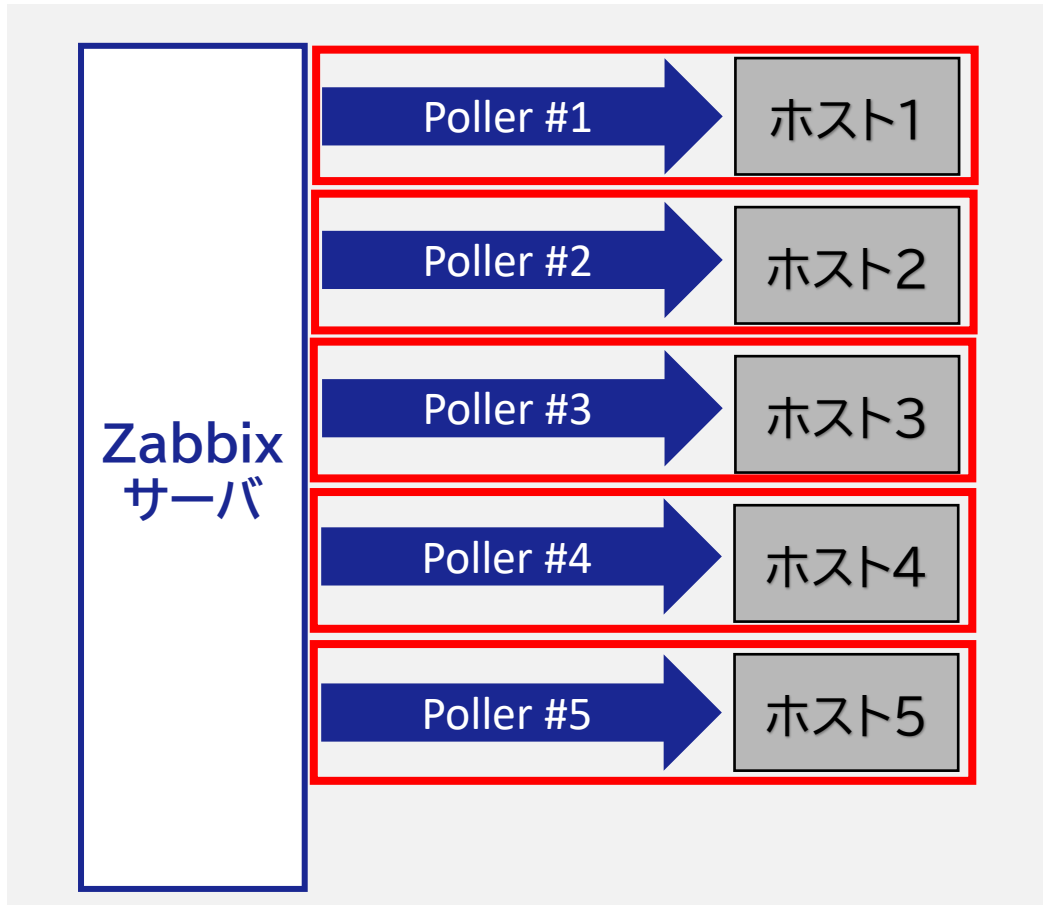 Zabbix
サーバ
Poller #1
ホスト1
Poller #2
ホスト2
Poller #3
ホスト3
Poller #4
ホスト4
Poller #5
ホスト5